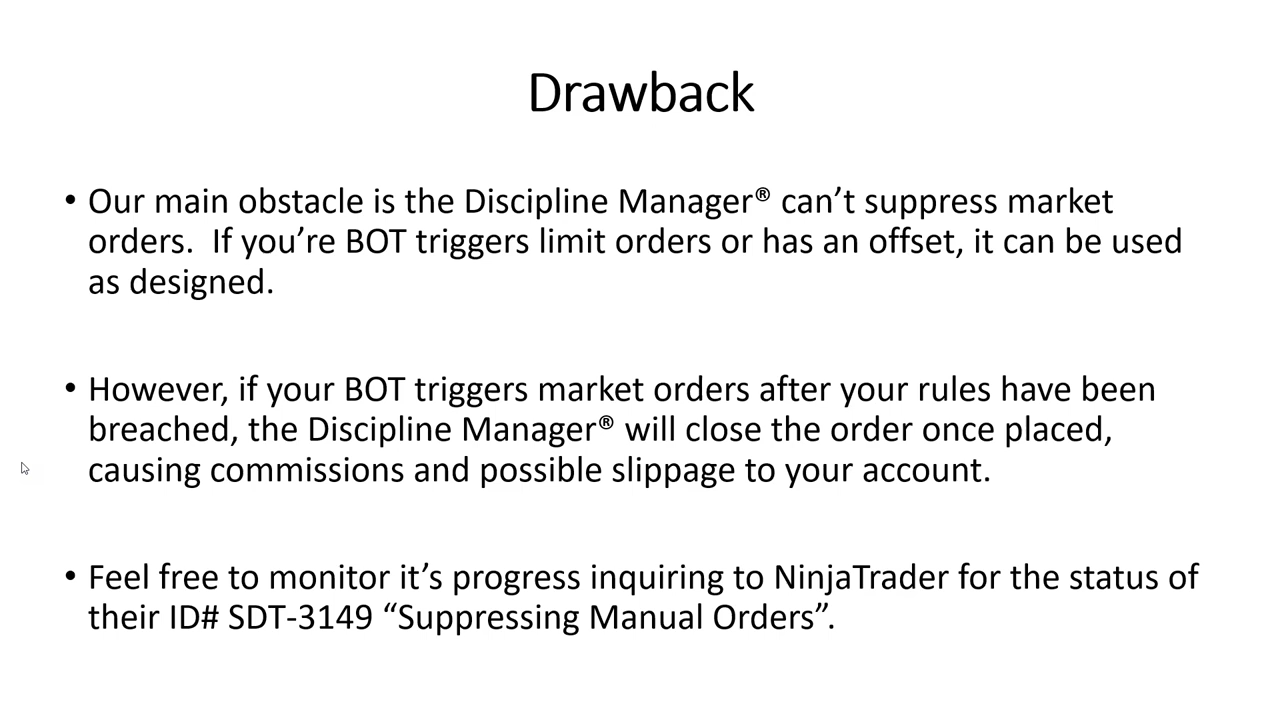 Drawback
• Our main obstacle is the Discipline Manager® can’t suppress market
orders.  If you’re BOT triggers limit orders or has an offset, it can be used
as designed.
• However, if your BOT triggers market orders after your rules have been
breached, the Discipline Manager® will close the order once placed,
causing commissions and possible slippage to your account.
• Feel free to monitor it’s progress inquiring to NinjaTrader for the status of
their ID# SDT-3149 “Suppressing Manual Orders”.